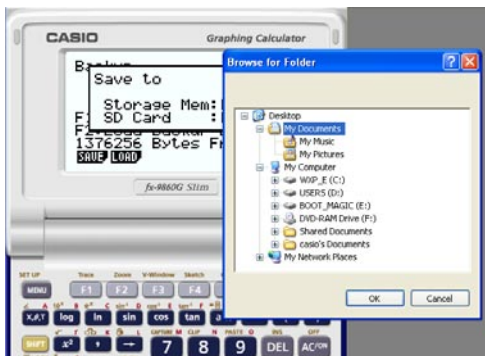 CASIO
Graphing Calculator
Save to
Storage Mem:
SD Card :
1376256 Bytes
SAVE LOAD
fx-9860G Slim
Browse for Folder
Desktop
My Documents
My Music
My Pictures
My Computer
WXP_E (C:)
USERS (D:)
BOOT_MAGIC (E:)
DVD-RAM Drive (F:)
Shared Documents
casio's Documents
My Network Places
OK Cancel
SET UP Trace Zoom V-Window Sketch
MENU F1 F2 F3 F4
X,θ,T log ln sin cos tan
SHIFT x² , → 7 8 9 DEL AC/ON